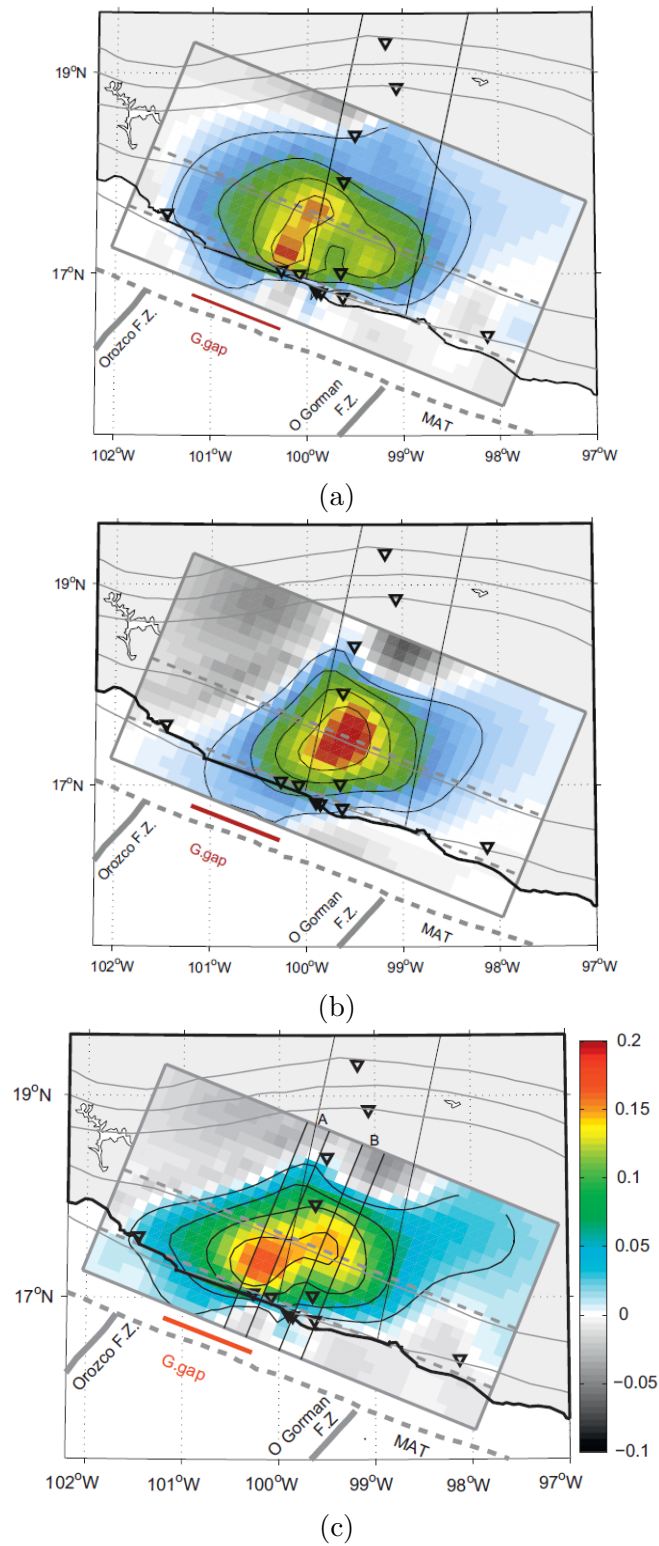 19°N
17°N
Orozco F.Z.
G.gap
O Gorman
F.Z.
MAT
102°W 101°W 100°W 99°W 98°W 97°W
(a)
19°N
17°N
Orozco F.Z.
G.gap
O Gorman
F.Z.
MAT
102°W 101°W 100°W 99°W 98°W 97°W
(b)
0.2
19°N
A
B
0.15
0.1
0.05
17°N
0
Orozco F.Z.
G.gap
−0.05
O Gorman
F.Z
MAT
−0.1
102°W 101°W 100°W 99°W 98°W 97°W
(c)